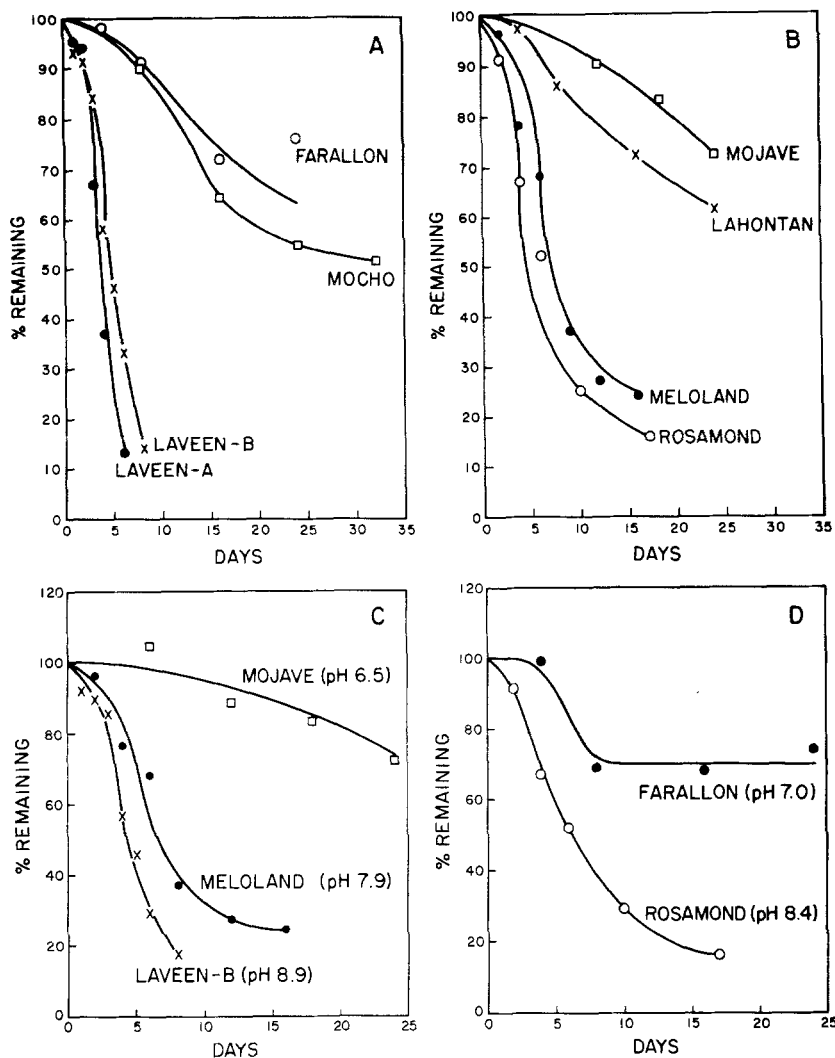 A
100
90
80
70
60
50
40
30
20
10
0
% REMAINING
FARALLON
MOCHO
LAVEEN-B
LAVEEN-A
0 5 10 15 20 25 30 35
DAYS
B
100
90
80
70
60
50
40
30
20
10
0
% REMAINING
MOJAVE
LAHONTAN
MELOLAND
ROSAMOND
0 5 10 15 20 25 30 35
DAYS
C
120
100
80
60
40
20
0
% REMAINING
MOJAVE (pH 6.5)
MELOLAND (pH 7.9)
LAVEEN-B (pH 8.9)
0 5 10 15 20 25
DAYS
D
120
100
80
60
40
20
0
% REMAINING
FARALLON (pH 7.0)
ROSAMOND (pH 8.4)
0 5 10 15 20 25
DAYS